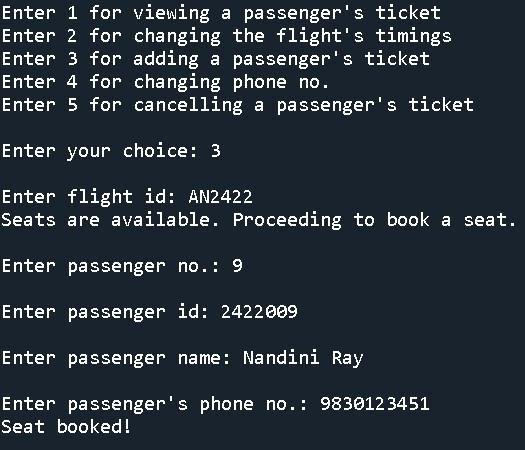 Enter 1 for viewing a passenger's ticket
Enter 2 for changing the flight's timings
Enter 3 for adding a passenger's ticket
Enter 4 for changing phone no.
Enter 5 for cancelling a passenger's ticket
Enter your choice: 3
Enter flight id: AN2422
Seats are available. Proceeding to book a seat.
Enter passenger no.: 9
Enter passenger id: 2422009
Enter passenger name: Nandini Ray
Enter passenger's phone no.: 9830123451
Seat booked!